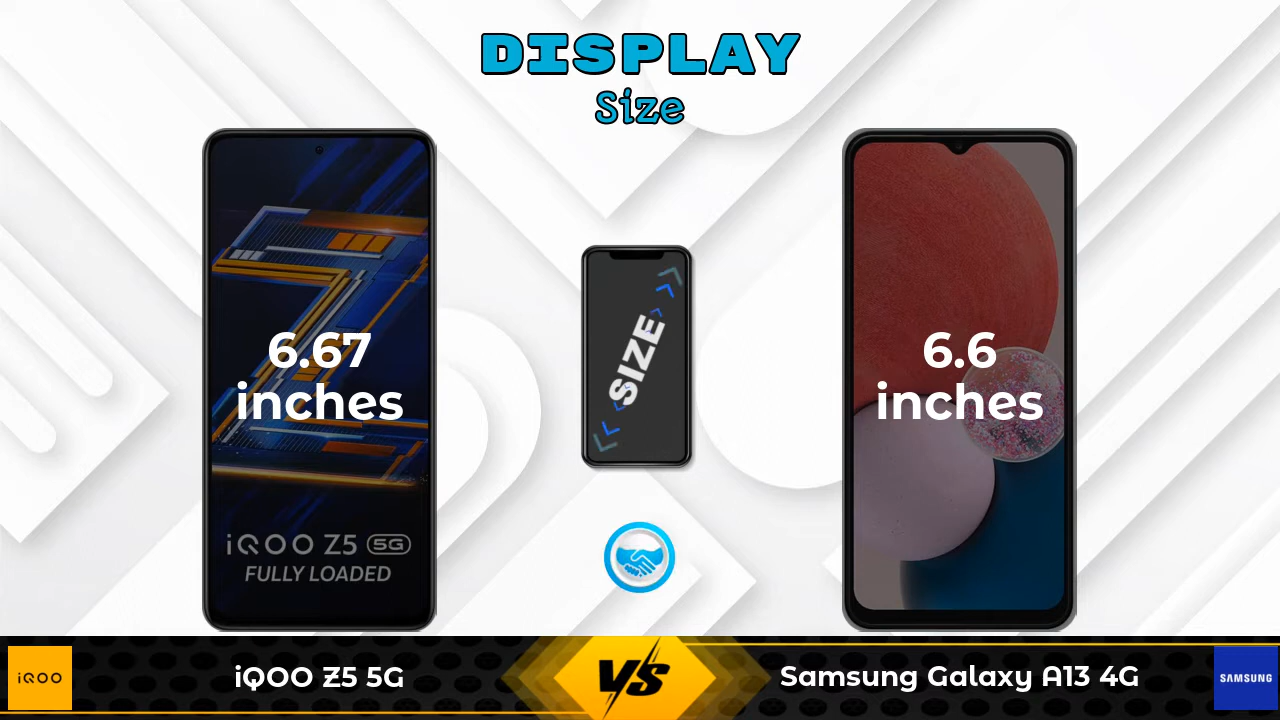 DISPLAY
Size
6.67
inches
iQOO Z5 5G
FULLY LOADED
SIZE
6.6
inches
iQOO
iQOO Z5 5G
VS
Samsung Galaxy A13 4G
SAMSUNG